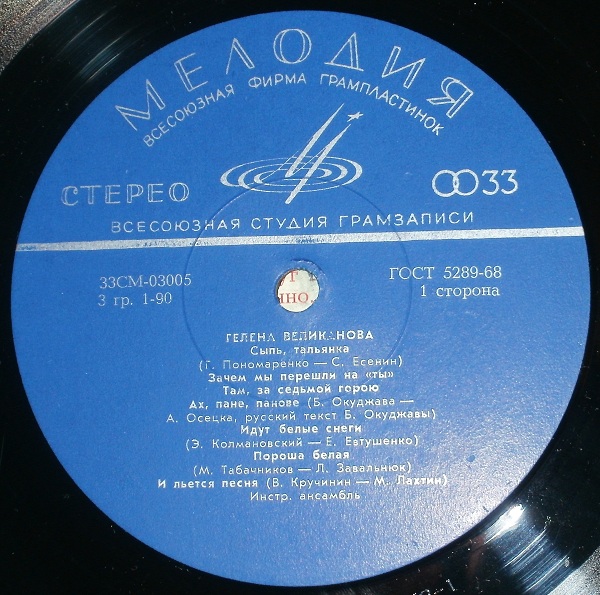 МЕЛОДИЯ
ВСЕСОЮЗНАЯ ФИРМА ГРАМПЛАСТИНОК
СТЕРЕО
33
ВСЕСОЮЗНАЯ СТУДИЯ ГРАМЗАПИСИ
33СМ-03005
3 гр. 1-90
ГОСТ 5289-68
1 сторона
ГЕЛЕНА ВЕЛИКАНОВА
Сыпь, тальянка
(Г. Пономаренко — С. Есенин)
Зачем мы перешли на «ты»
Там, за седьмой горою
Ах, пане, панове (Б. Окуджава —
А. Осецка, русский текст Б. Окуджавы)
Идут белые снеги
(Э. Колмановский — Е. Евтушенко)
Пороша белая
(М. Табачников — Л. Завальнюк)
И льется песня (В. Кручинин — М. Лахтин)
Инстр. ансамбль